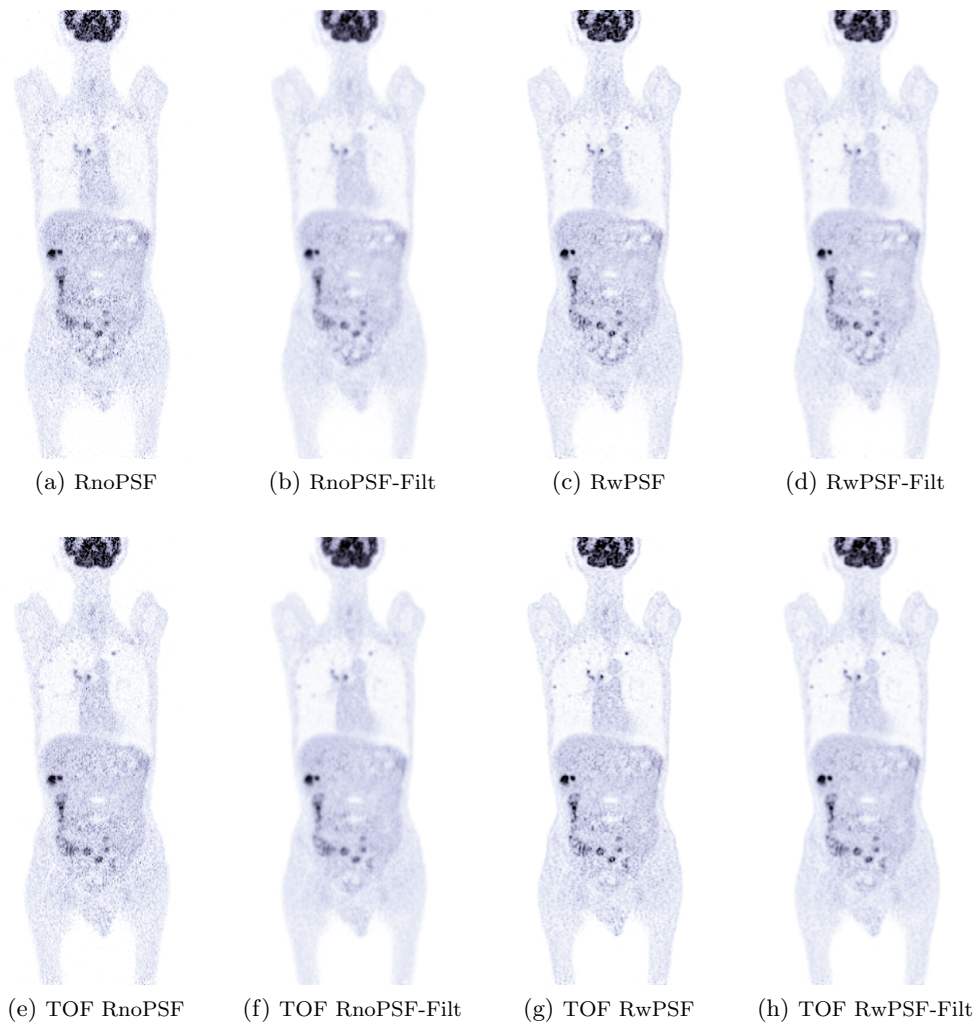 (a) RnoPSF (b) RnoPSF-Filt (c) RwPSF (d) RwPSF-Filt
(e) TOF RnoPSF (f) TOF RnoPSF-Filt (g) TOF RwPSF (h) TOF RwPSF-Filt